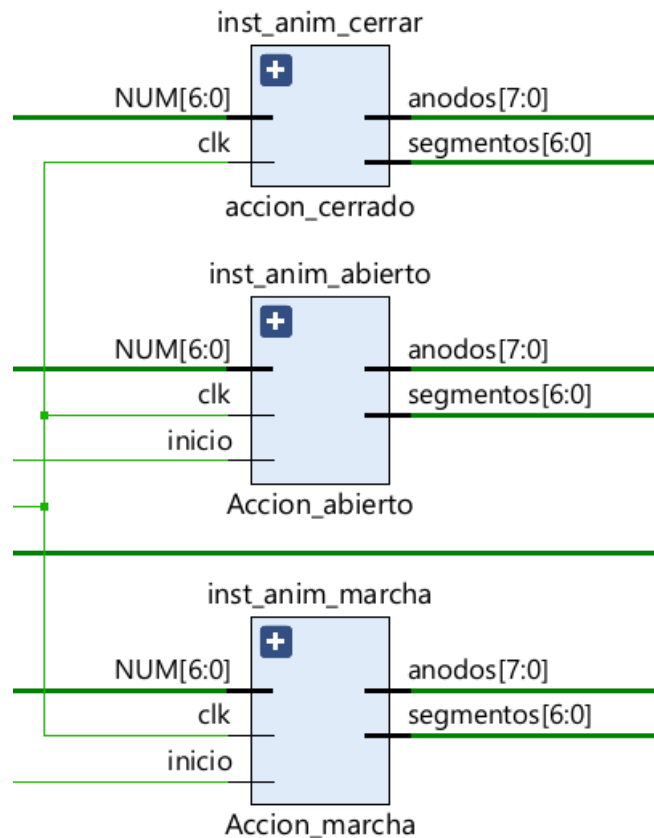 inst_anim_cerrar
NUM[6:0] anodos[7:0]
clk segmentos[6:0]
accion_cerrado
inst_anim_abierto
NUM[6:0] anodos[7:0]
clk segmentos[6:0]
inicio
Accion_abierto
inst_anim_marcha
NUM[6:0] anodos[7:0]
clk segmentos[6:0]
inicio
Accion_marcha